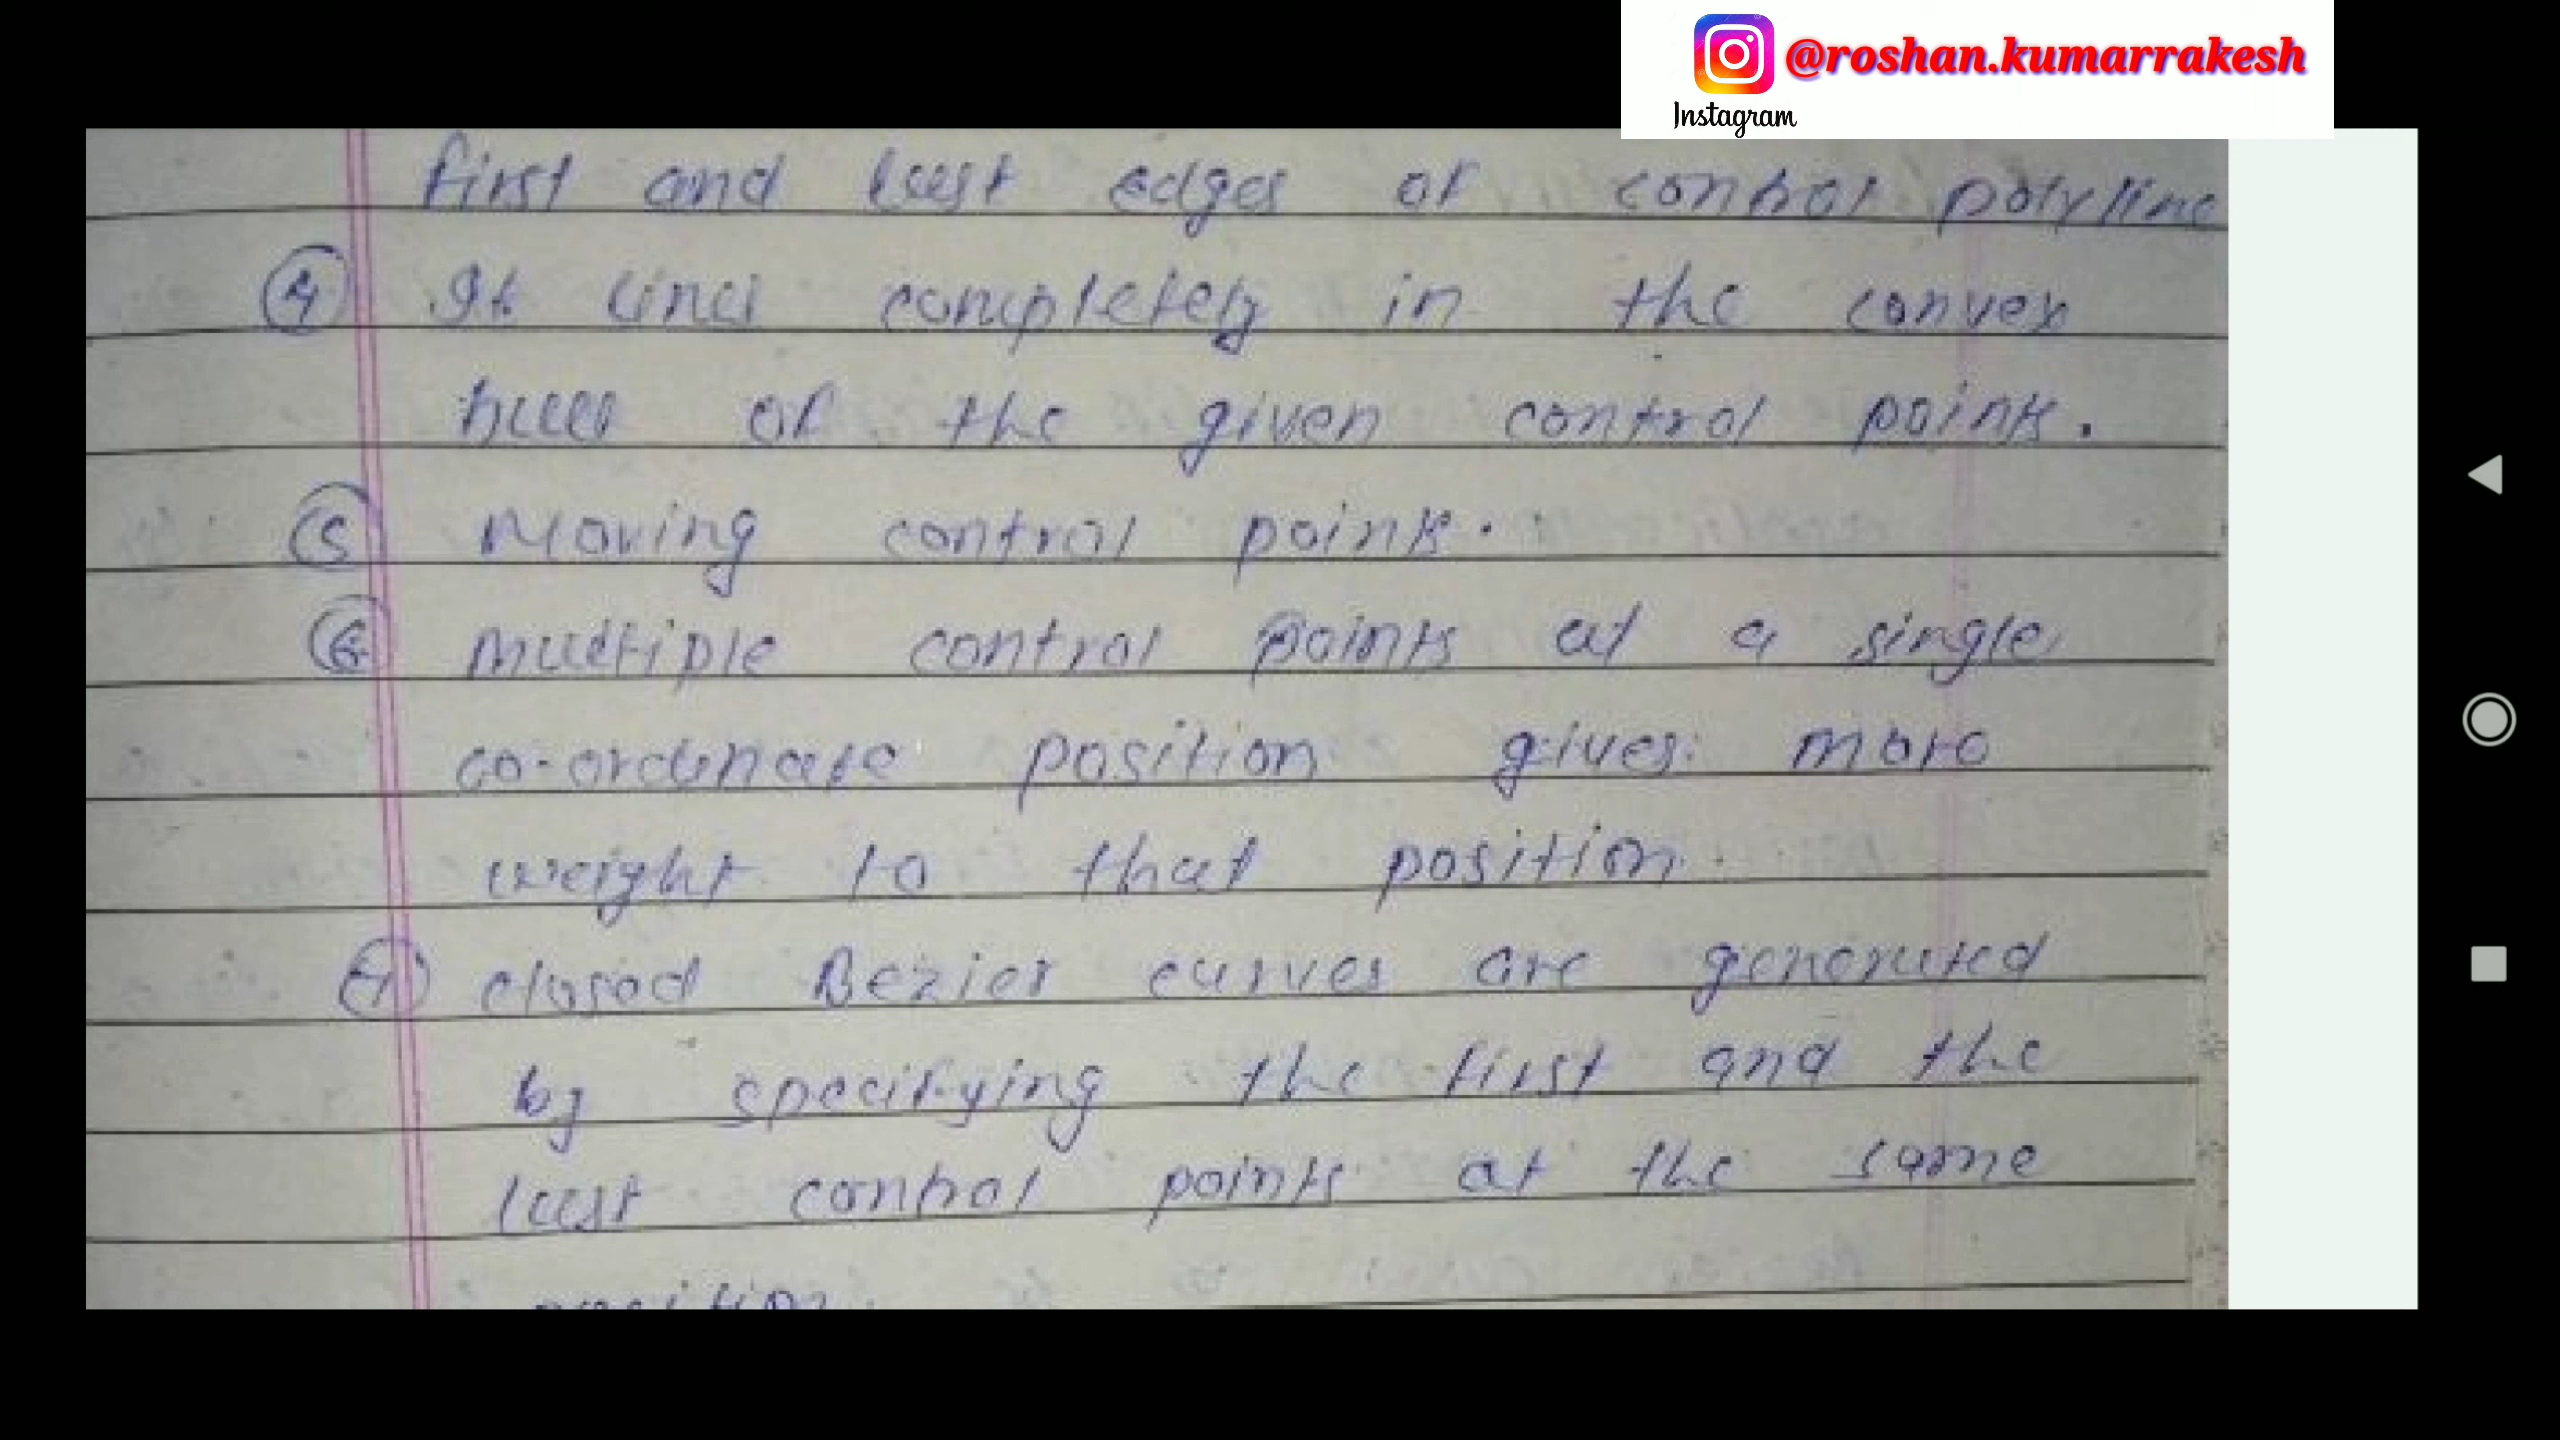 @roshan.kumarrakesh
Instagram
first and last edges of control polyline
④ It completely in the convex
hull of the given control points.
⑤ Moving control points.
⑥ multiple control points at a single
co-ordinate position gives more
weight to that position.
⑦ closed Bezier curves are generated
by specifying the first and the
last control points at the same
position.